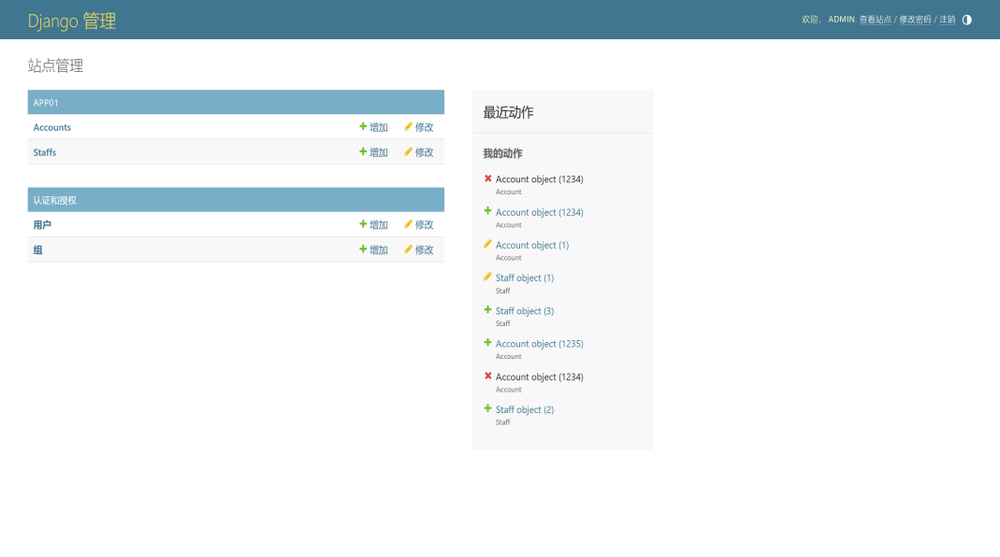 Django 管理
欢迎， ADMIN. 查看站点 / 修改密码 / 注销
站点管理
APP01
Accounts 增加 修改
Staffs 增加 修改
认证和授权
用户 增加 修改
组 增加 修改
最近动作
我的动作
Account object (1234)
Account
Account object (1234)
Account
Account object (1)
Account
Staff object (1)
Staff
Staff object (3)
Staff
Account object (1235)
Account
Account object (1234)
Account
Staff object (2)
Staff